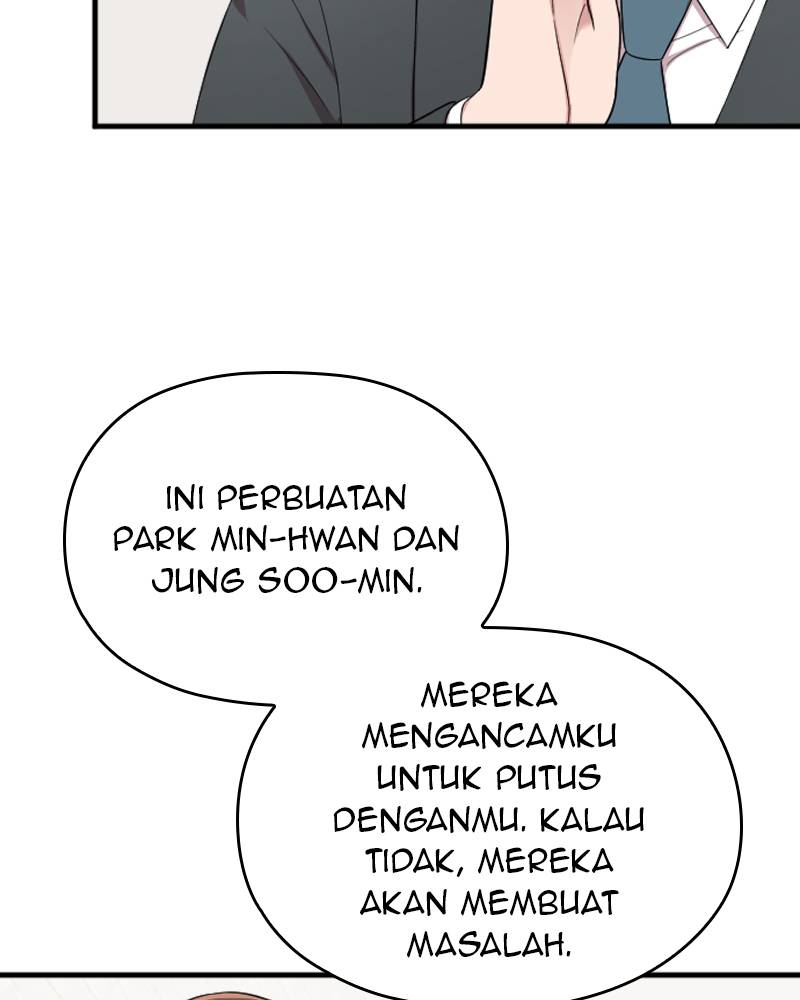 INI PERBUATAN
PARK MIN-HWAN DAN
JUNG SOO-MIN.
MEREKA
MENGANCAMKU
UNTUK PUTUS
DENGANMU. KALAU
TIDAK, MEREKA
AKAN MEMBUAT
MASALAH.